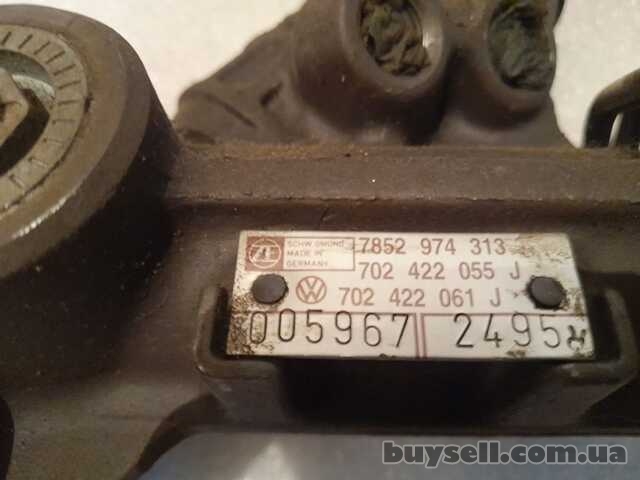 ZF
SCHW. GMÜND
MADE IN
GERMANY
7852 974 313
702 422 055 J
702 422 061 J
005967 2495
buysell.com.ua